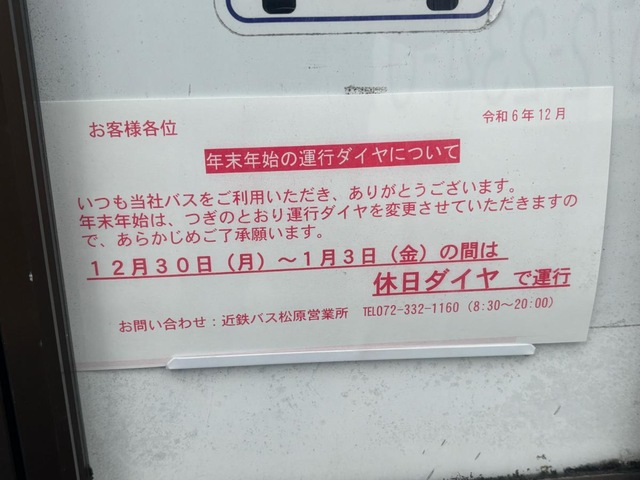 令和6年12月
お客様各位
年末年始の運行ダイヤについて
いつも当社バスをご利用いただき、ありがとうございます。
年末年始は、つぎのとおり運行ダイヤを変更させていただきますの
で、あらかじめご了承願います。
12月30日（月）～1月3日（金）の間は
休日ダイヤ で運行
お問い合わせ：近鉄バス松原営業所 TEL072-332-1160（8:30～20:00）